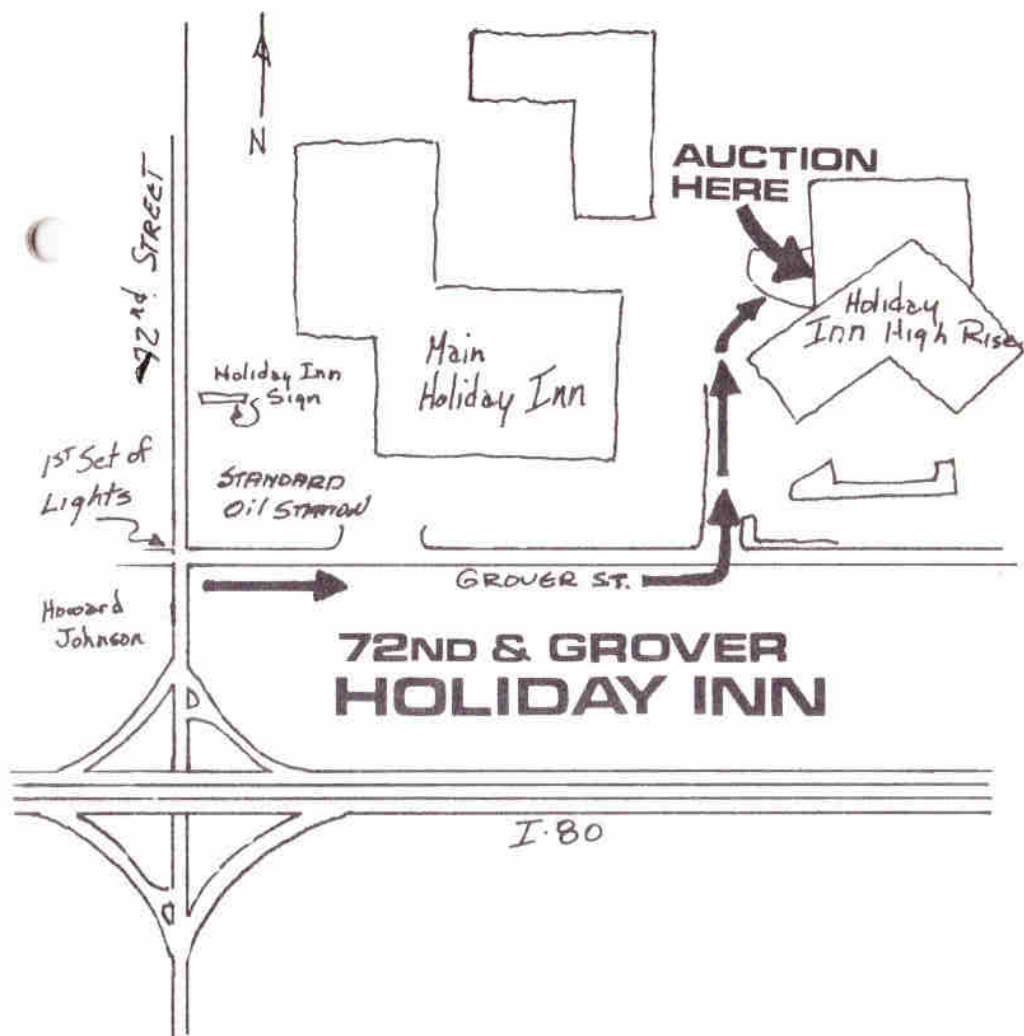 N
72nd. STREET
AUCTION
HERE
Holiday
Inn High Rise
Main
Holiday Inn
Holiday Inn
Sign
1ST Set of
Lights
STANDARD
Oil STATION
GROVER ST.
Howard
Johnson
72ND & GROVER
HOLIDAY INN
I-80